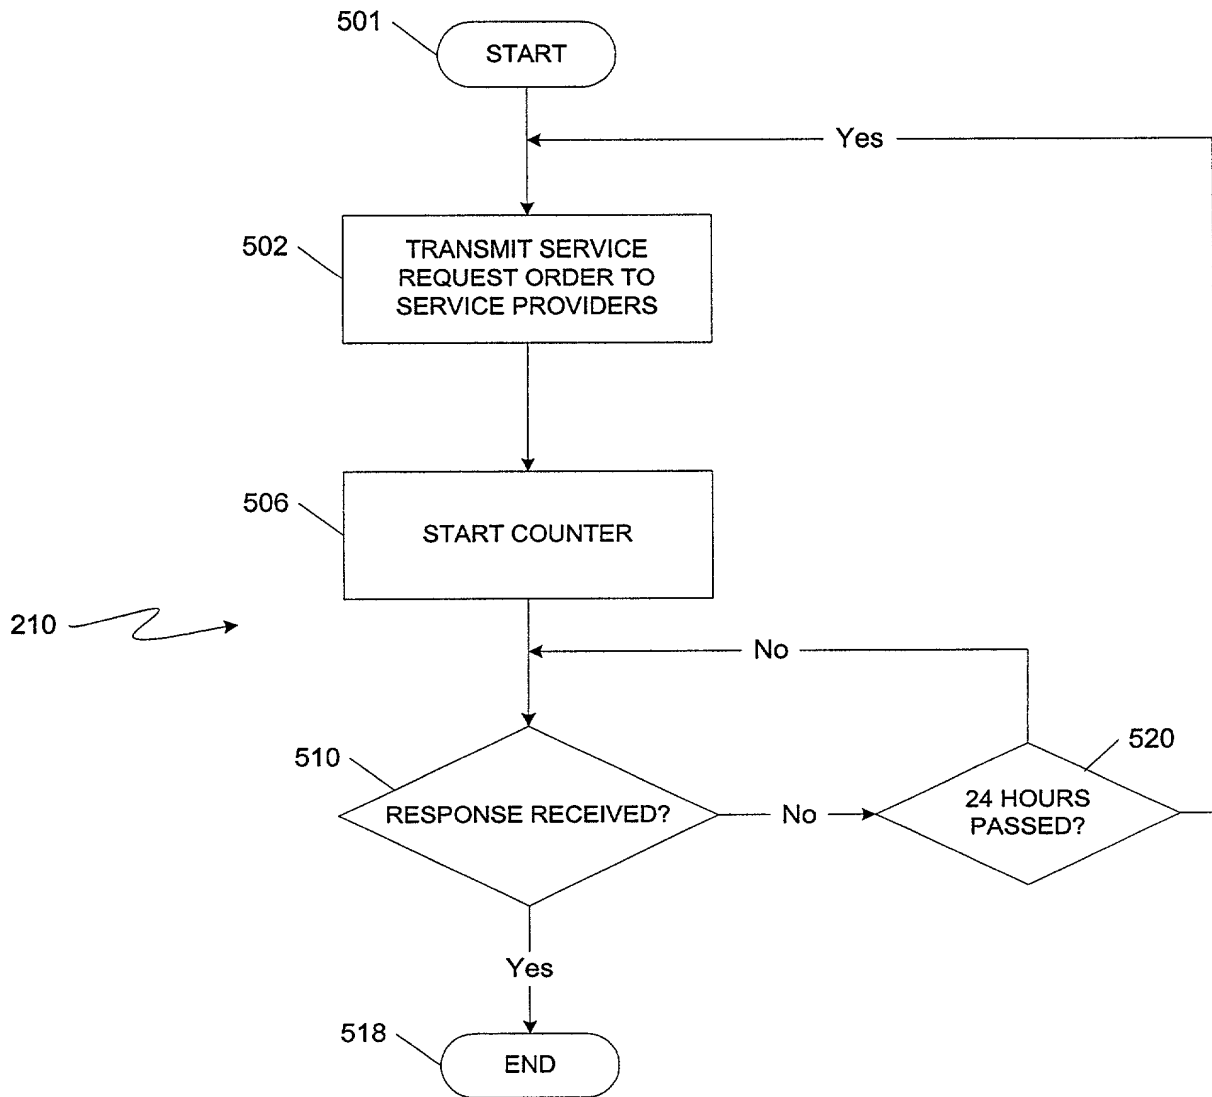 501
START
Yes
502
TRANSMIT SERVICE
REQUEST ORDER TO
SERVICE PROVIDERS
506
START COUNTER
210
No
510
RESPONSE RECEIVED?
No
520
24 HOURS
PASSED?
Yes
518
END